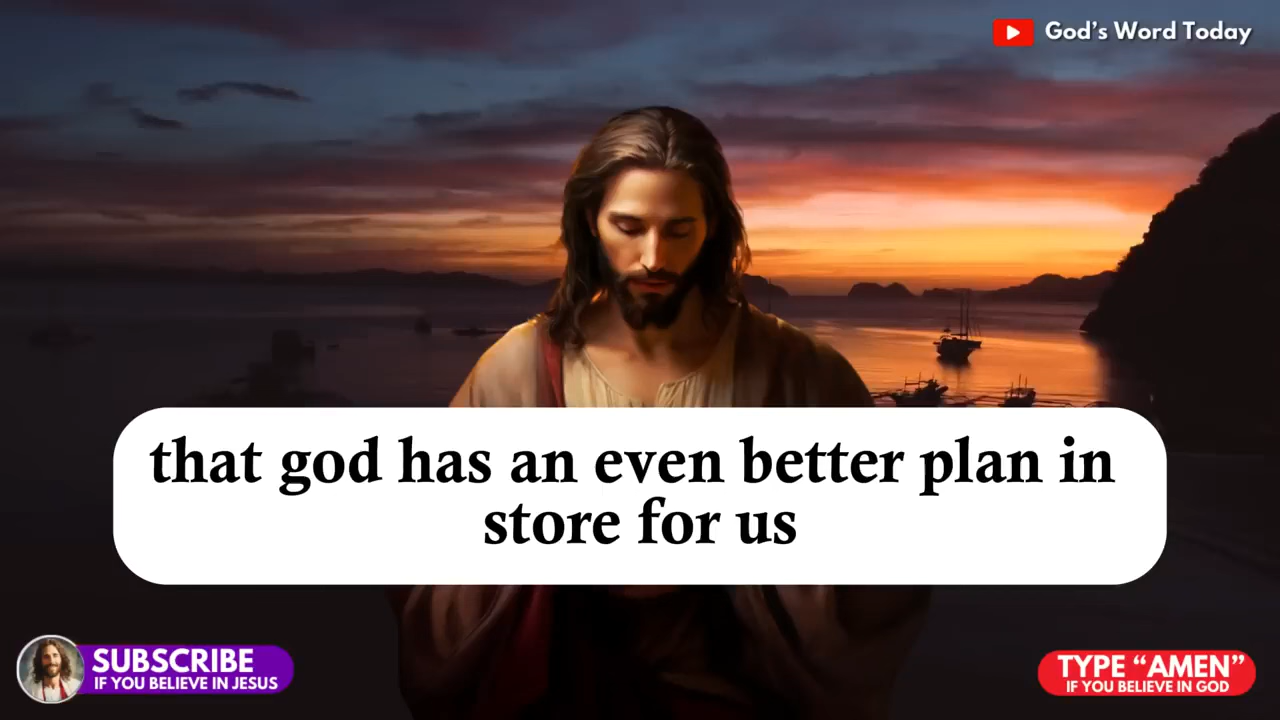 God's Word Today
that god has an even better plan in
store for us
SUBSCRIBE
IF YOU BELIEVE IN JESUS
TYPE “AMEN”
IF YOU BELIEVE IN GOD